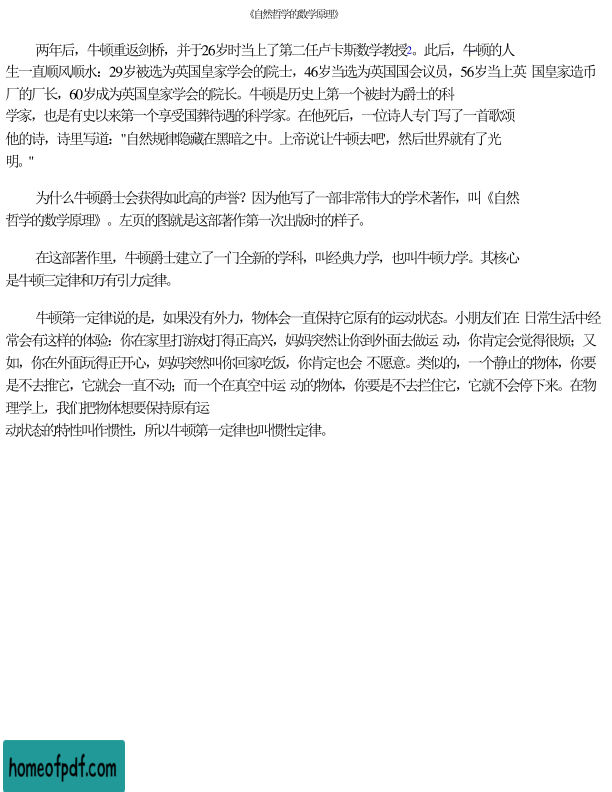 《自然哲学的数学原理》
两年后，牛顿重返剑桥，并于26岁时当上了第二任卢卡斯数学教授2。此后，牛顿的人
生一直顺风顺水：29岁被选为英国皇家学会的院士，46岁当选为英国国会议员，56岁当上英 国皇家造币
厂的厂长，60岁成为英国皇家学会的院长。牛顿是历史上第一个被封为爵士的科
学家，也是有史以来第一个享受国葬待遇的科学家。在他死后，一位诗人专门写了一首歌颂
他的诗，诗里写道："自然规律隐藏在黑暗之中。上帝说'让牛顿去吧'，然后世界就有了光
明。"
为什么牛顿爵士会获得如此高的声誉？因为他写了一部非常伟大的学术著作，叫《自然
哲学的数学原理》。左页的图就是这部著作第一次出版时的样子。
在这部著作里，牛顿爵士建立了一门全新的学科，叫经典力学，也叫牛顿力学。其核心
是牛顿三定律和万有引力定律。
牛顿第一定律说的是，如果没有外力，物体会一直保持它原有的运动状态。小朋友们在 日常生活中经
常会有这样的体验：你在家里打游戏打得正高兴，妈妈突然让你到外面去做运 动，你肯定会觉得很烦；又
如，你在外面玩得正开心，妈妈突然叫你回家吃饭，你肯定也会 不愿意。类似的，一个静止的物体，你要
是不去推它，它就会一直不动；而一个在真空中运 动的物体，你要是不去拦住它，它就不会停下来。在物
理学上，我们把物体想要保持原有运
动状态的特性叫作惯性，所以牛顿第一定律也叫惯性定律。
homeofpdf.com